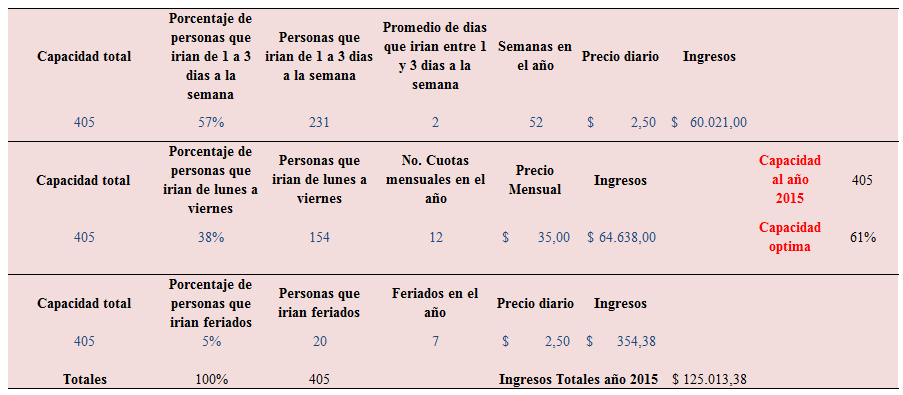 Capacidad total	Porcentaje de personas que irian de 1 a 3 dias a la semana	Personas que irian de 1 a 3 dias a la semana	Promedio de dias que irian entre 1 y 3 dias a la semana	Semanas en el año	Precio diario	Ingresos
405	57%	231	2	52	$ 2,50	$ 60.021,00
Capacidad total	Porcentaje de personas que irian de lunes a viernes	Personas que irian de lunes a viernes	No. Cuotas mensuales en el año	Precio Mensual	Ingresos	Capacidad al año 2015	405
405	38%	154	12	$ 35,00	$ 64.638,00	Capacidad optima	61%
Capacidad total	Porcentaje de personas que irian feriados	Personas que irian feriados	Feriados en el año	Precio diario	Ingresos
405	5%	20	7	$ 2,50	$ 354,38
Totales	100%	405	Ingresos Totales año 2015	$ 125.013,38